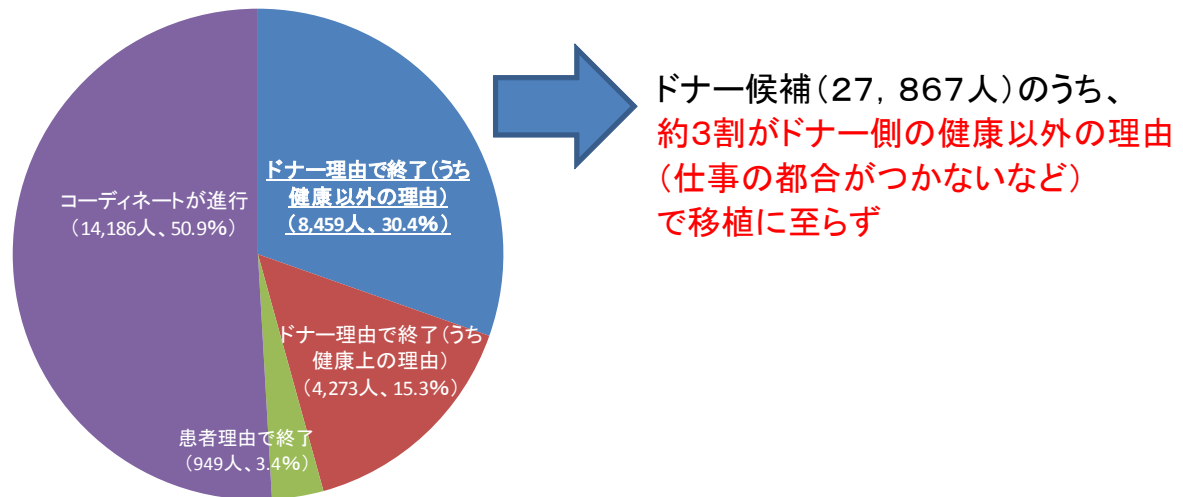 ドナー理由で終了(うち
健康以外の理由)
(8,459人、30.4%)
ドナー理由で終了(うち
健康上の理由)
(4,273人、15.3%)
患者理由で終了
(949人、3.4%)
コーディネートが進行
(14,186人、50.9%)
ドナー候補(27,867人)のうち、
約3割がドナー側の健康以外の理由
(仕事の都合がつかないなど)
で移植に至らず